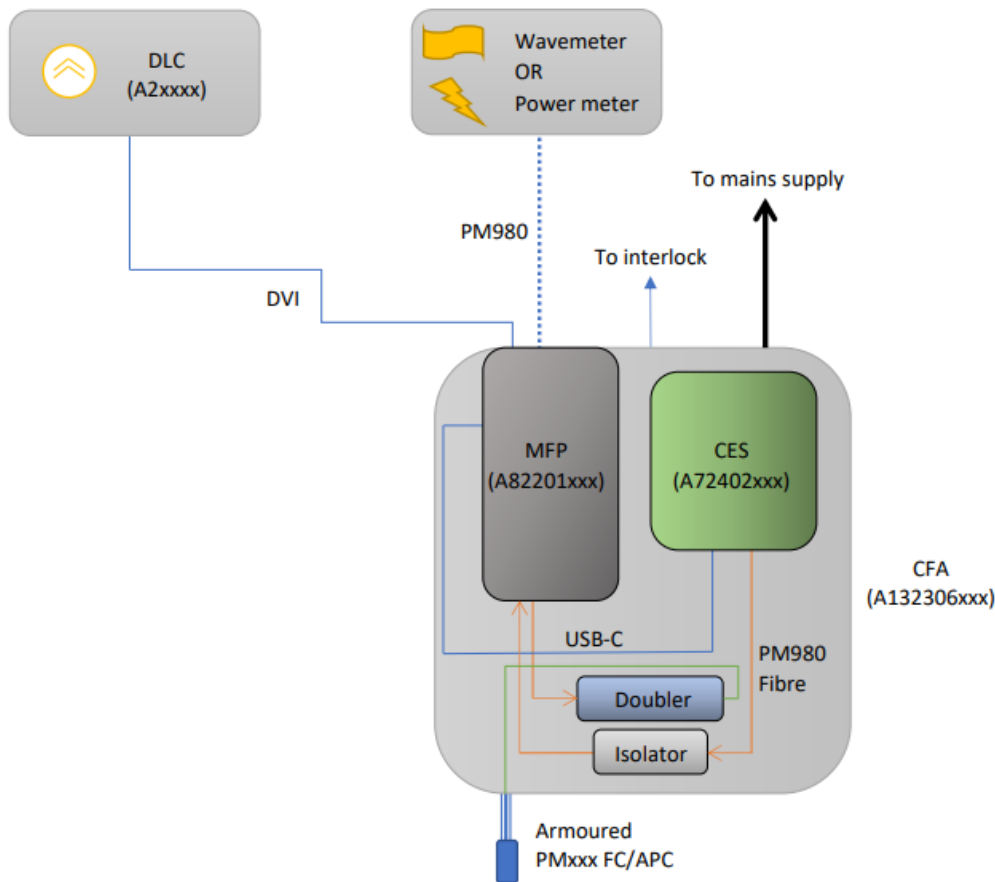 DLC
(A2xxxx)
Wavemeter
OR
Power meter
To mains supply
PM980
To interlock
DVI
MFP
(A82201xxx)
CES
(A72402xxx)
CFA
(A132306xxx)
USB-C
PM980
Fibre
Doubler
Isolator
Armoured
PMxxx FC/APC